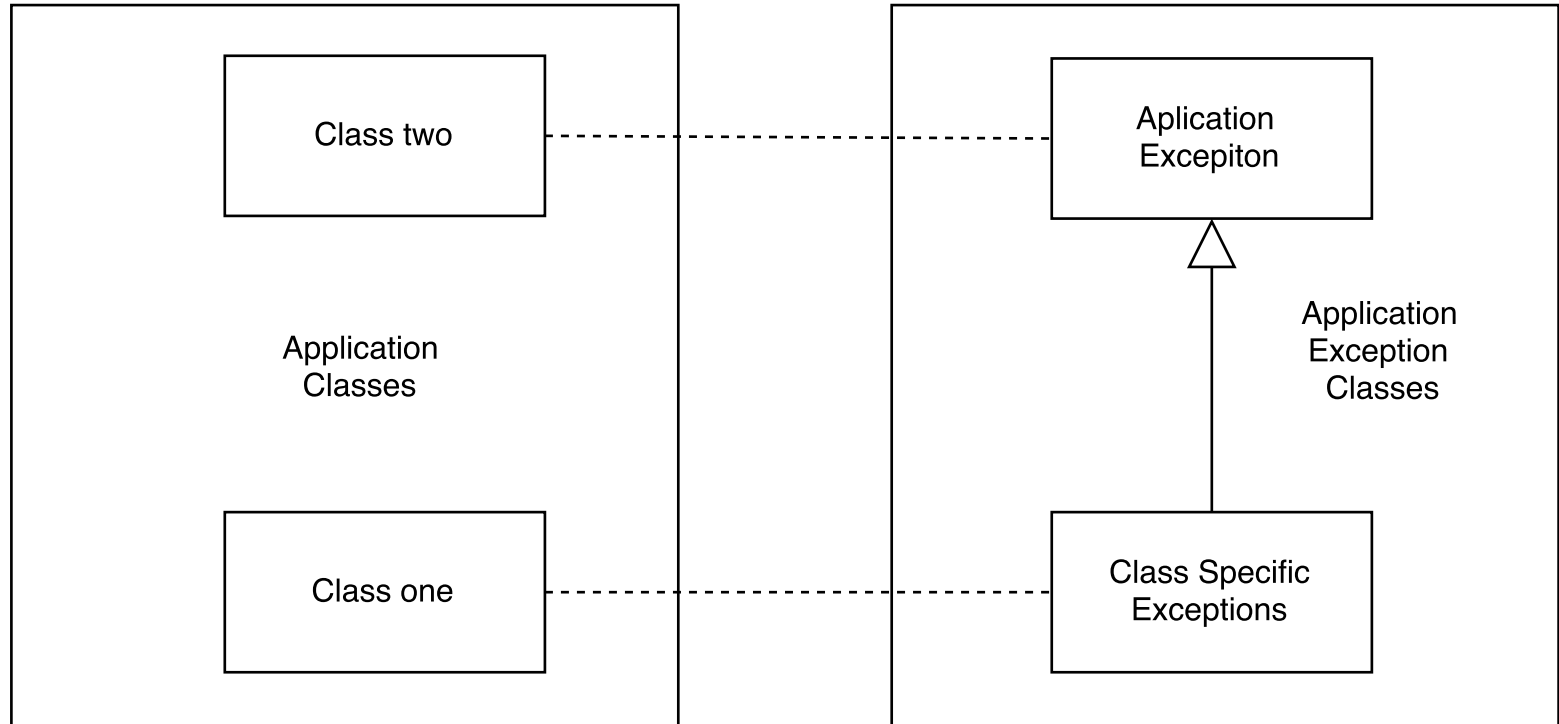 Class two
Aplication
Excepiton
Application
Classes
Application
Exception
Classes
Class one
Class Specific
Exceptions